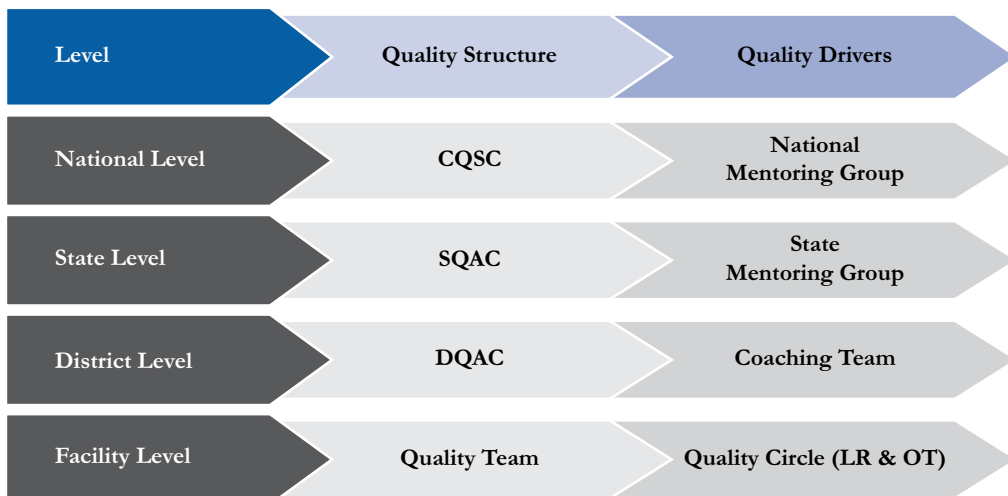 Level
Quality Structure
Quality Drivers
National Level
CQSC
National
Mentoring Group
State Level
SQAC
State
Mentoring Group
District Level
DQAC
Coaching Team
Facility Level
Quality Team
Quality Circle (LR & OT)